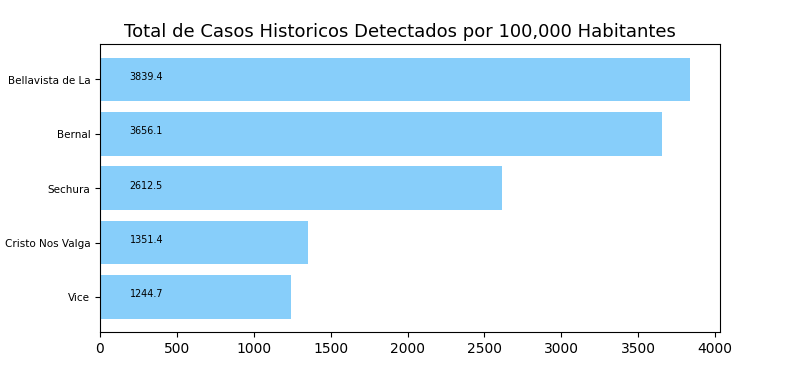 Total de Casos Historicos Detectados por 100,000 Habitantes
Bellavista de La 3839.4
Bernal 3656.1
Sechura 2612.5
Cristo Nos Valga 1351.4
Vice 1244.7
0 500 1000 1500 2000 2500 3000 3500 4000